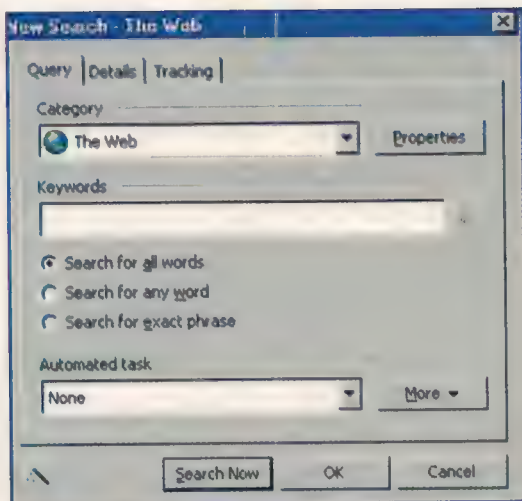 New Search - The Web
Query Details Tracking
Category
The Web Properties
Keywords
Search for all words
Search for any word
Search for exact phrase
Automated task
None More
Search Now OK Cancel